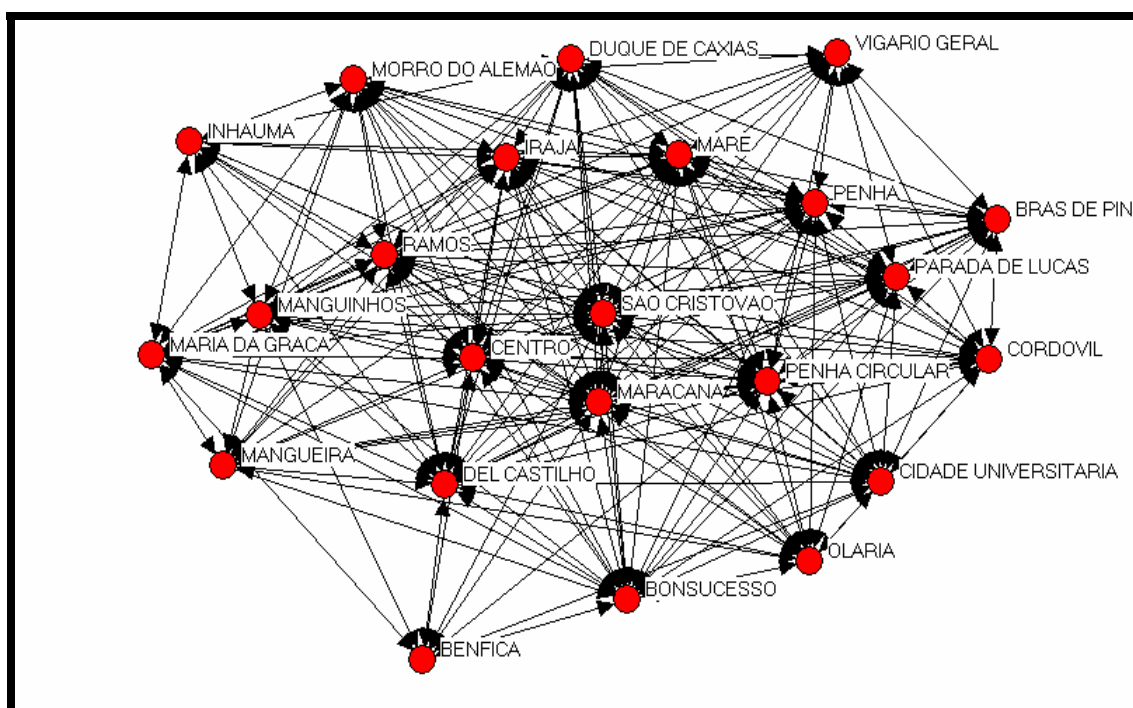 DUQUE DE CAXIAS
VIGARIO GERAL
MORRO DO ALEMAO
INHAUMA
IRAJA
MARE
PENHA
BRAS DE PIN
RAMOS
PARADA DE LUCAS
MANGUINHOS
SAO CRISTOVAO
MARIA DA GRACA
CENTRO
CORDOVIL
PENHA CIRCULAR
MARACANA
MANGUEIRA
DEL CASTILHO
CIDADE UNIVERSITARIA
OLARIA
BONSUCESSO
BENFICA